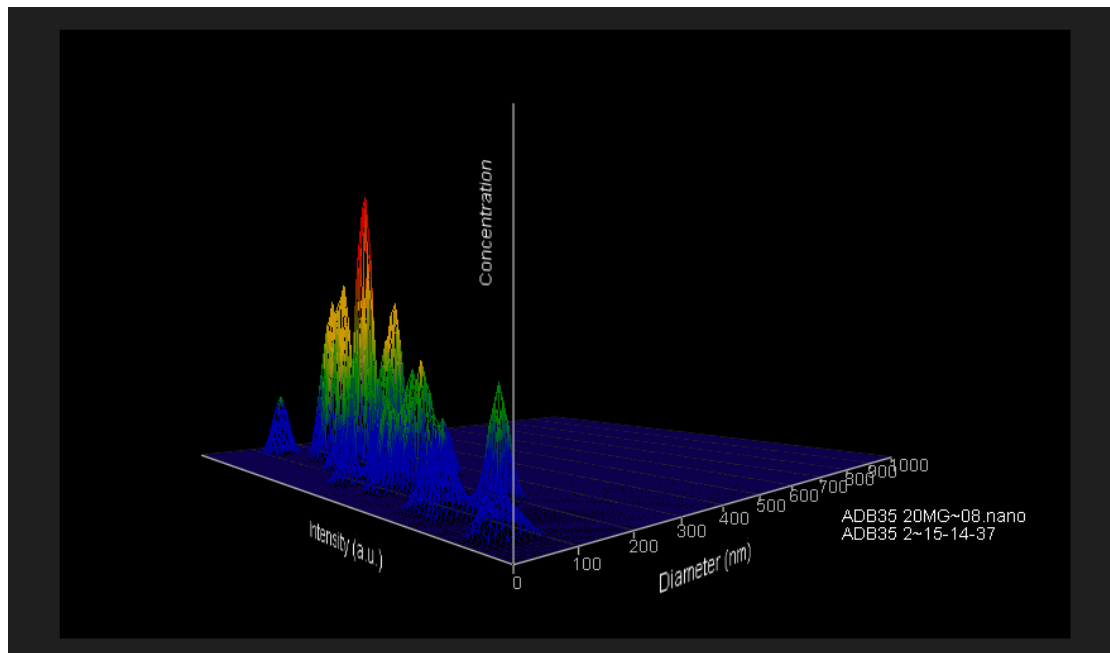 Concentration
Intensity (a.u.)
0
100
200
300
400
500
600
700
800
900
1000
Diameter (nm)
ADB35 20MG~08.nano
ADB35 2~15-14-37